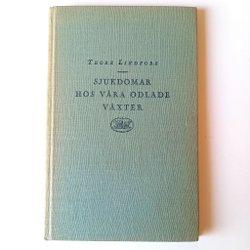 THORE LINDFORS
SJUKDOMAR
HOS VÅRA ODLADE
VÄXTER